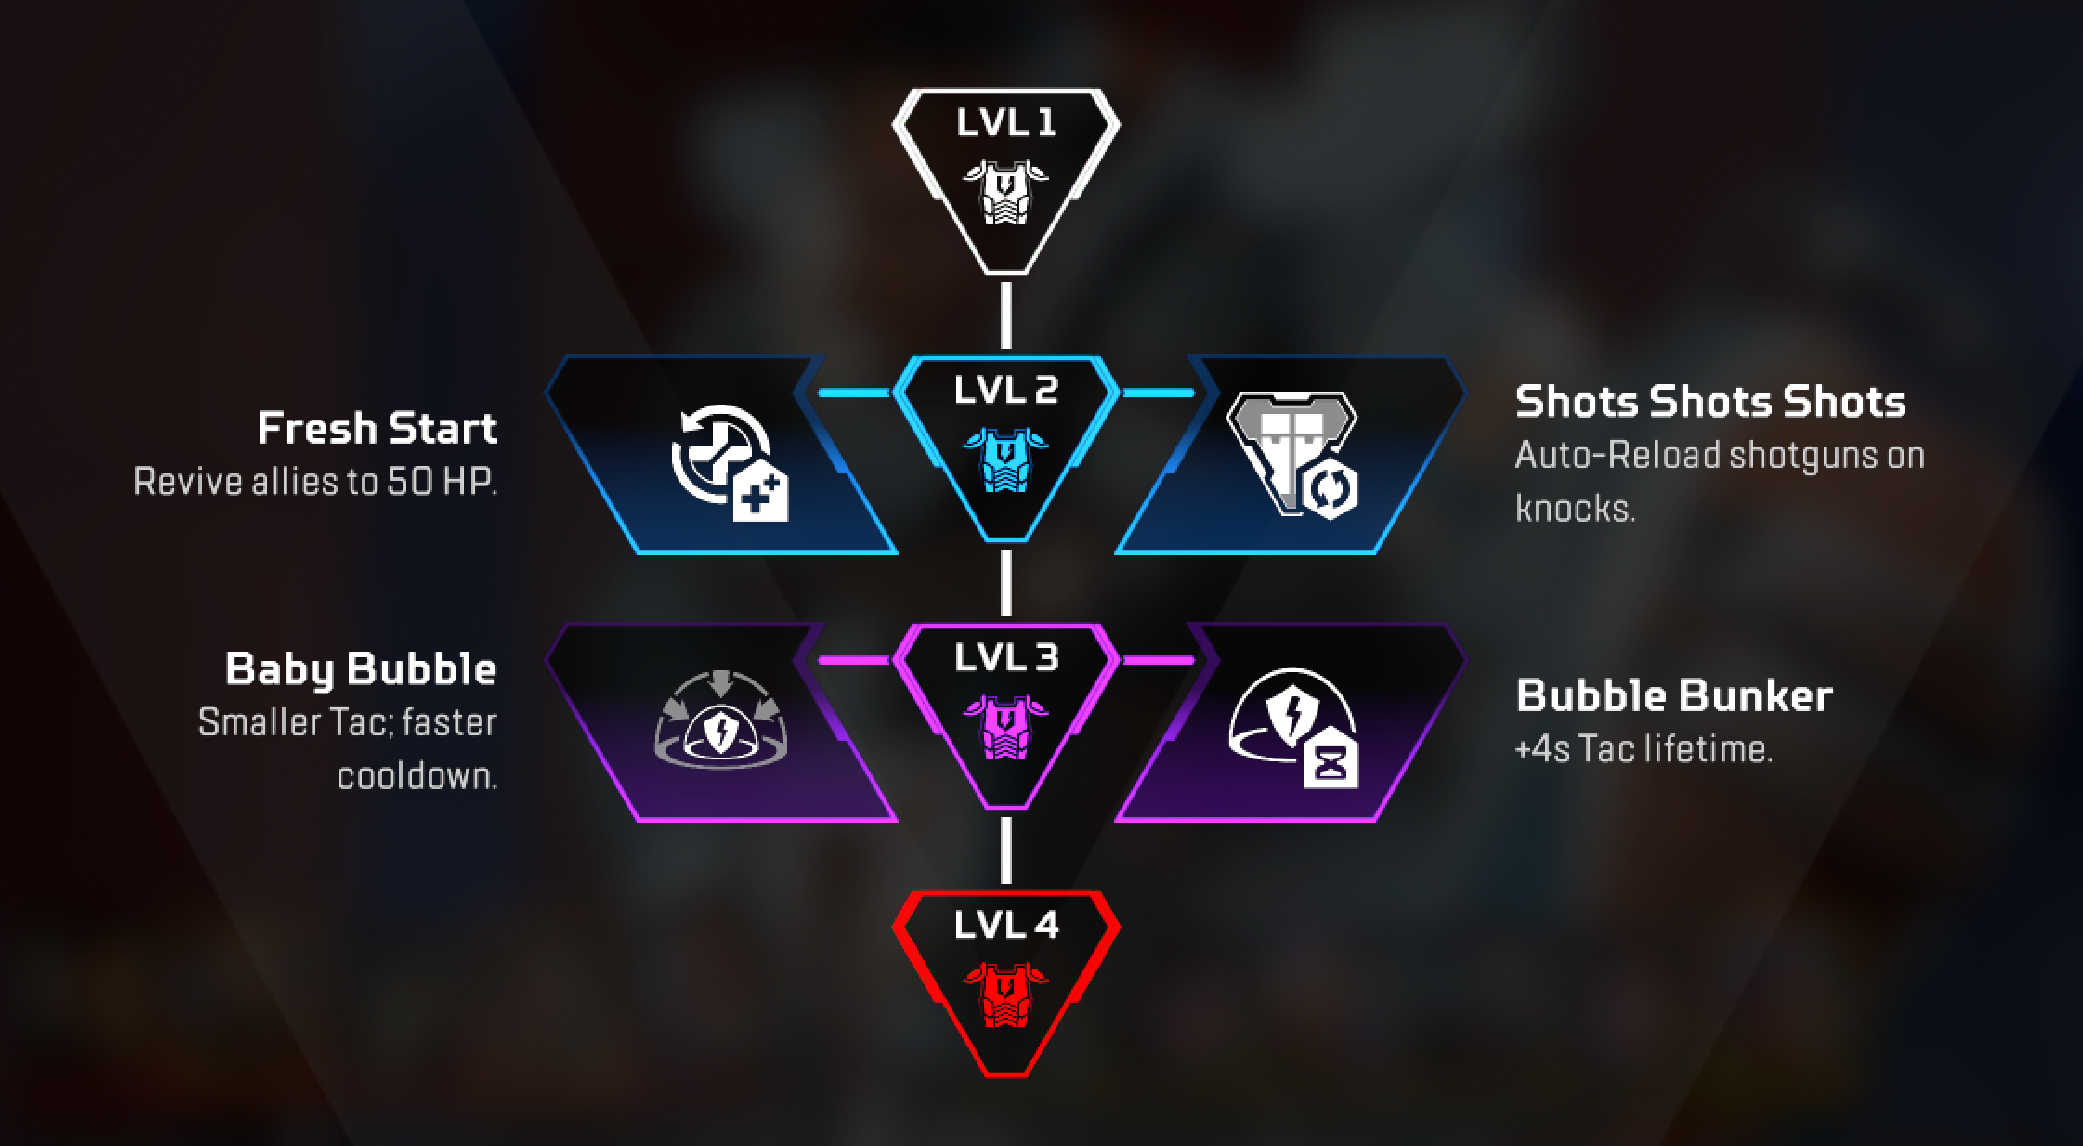 LVL 1
LVL 2
Fresh Start
Revive allies to 50 HP.
Shots Shots Shots
Auto-Reload shotguns on
knocks.
LVL 3
Baby Bubble
Smaller Tac; faster
cooldown.
Bubble Bunker
+4s Tac lifetime.
LVL 4